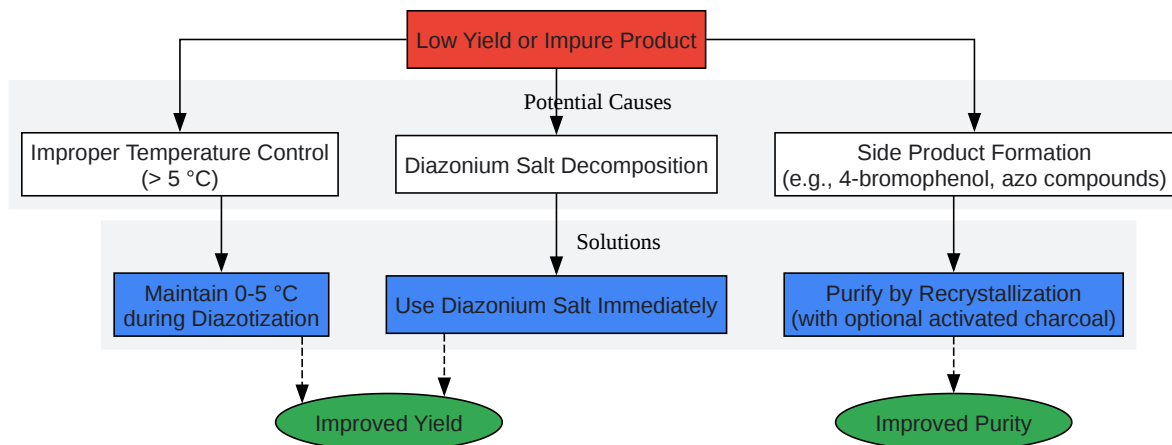 Low Yield or Impure Product
Potential Causes
Improper Temperature Control
(> 5 °C)
Diazonium Salt Decomposition
Side Product Formation
(e.g., 4-bromophenol, azo compounds)
Solutions
Maintain 0-5 °C
during Diazotization
Use Diazonium Salt Immediately
Purify by Recrystallization
(with optional activated charcoal)
Improved Yield
Improved Purity